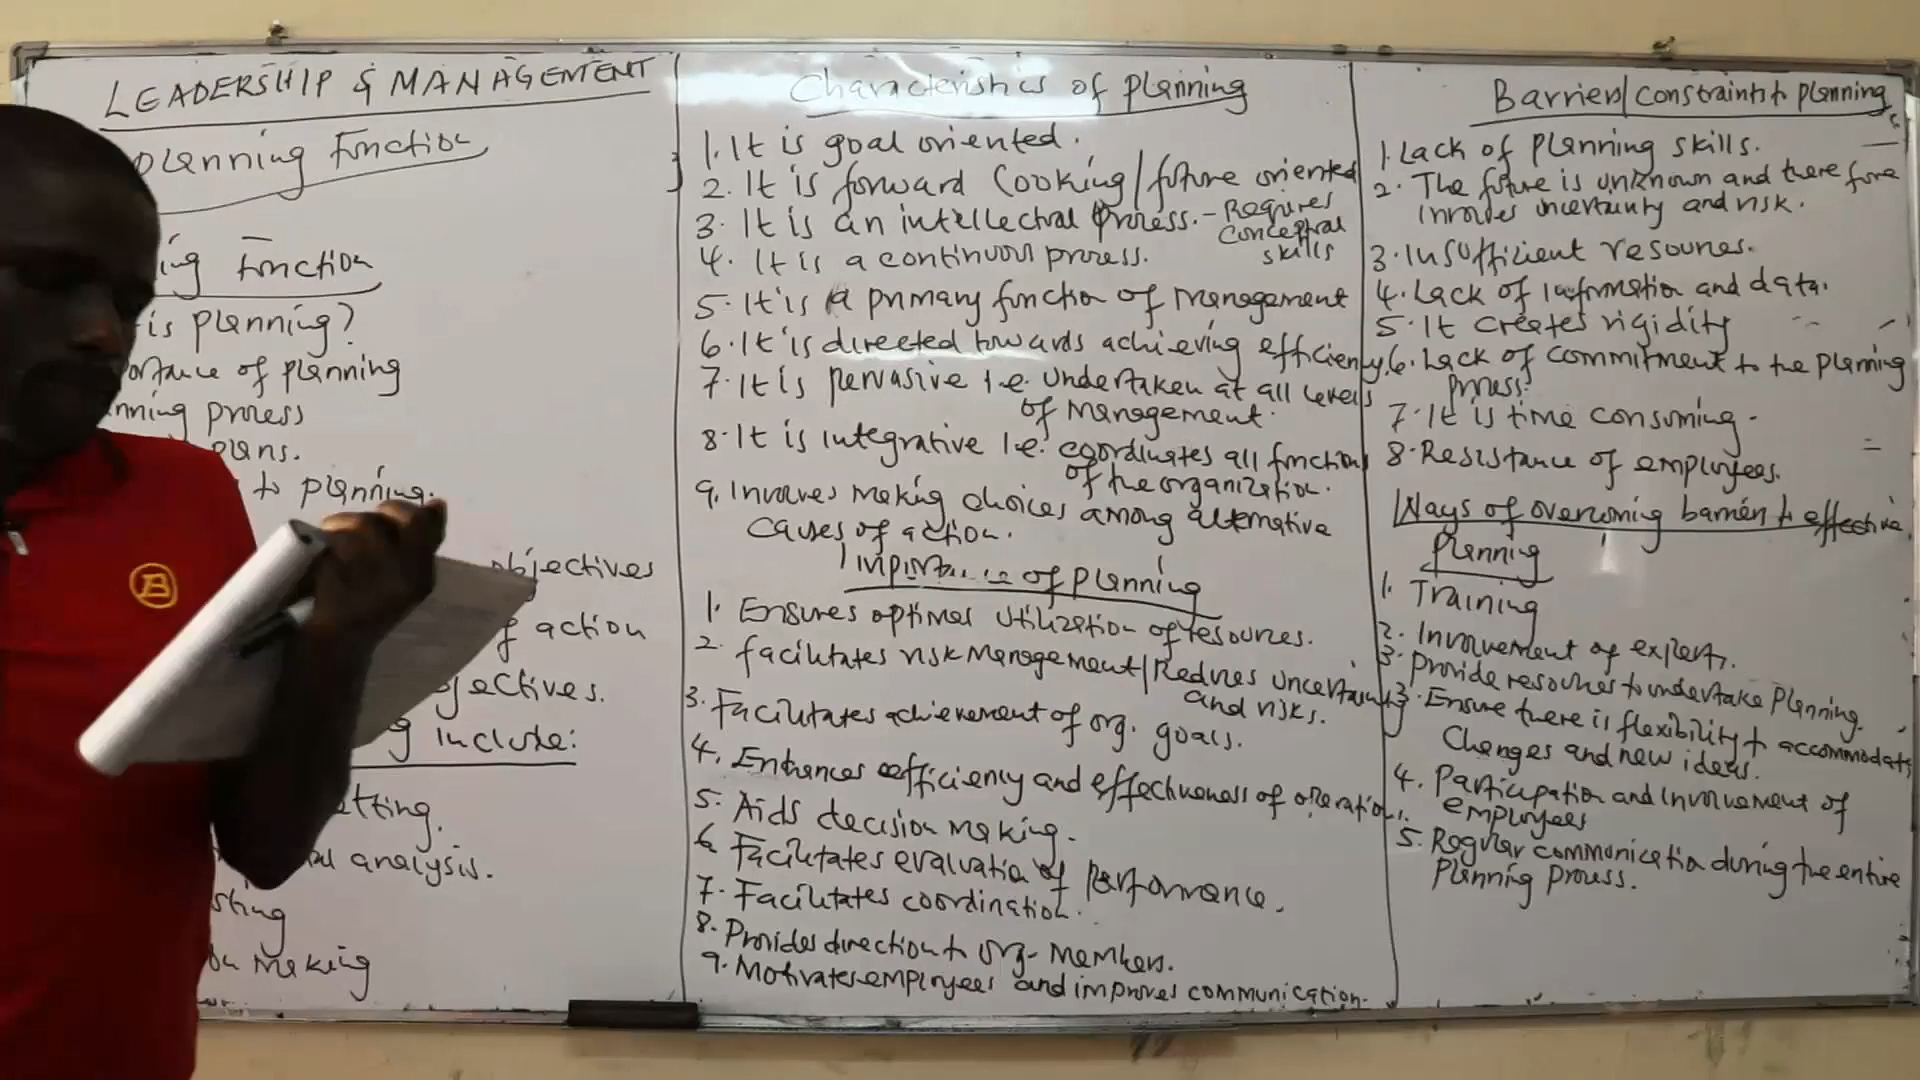 LEADERSHIP & MANAGEMENT
planning Function
ing Function
is planning?
ortance of planning
nning process
plans.
to planning.
objectives
of action
jectives.
g include:
etting.
analysis.
sting
on making
Characteristics of planning
1. It is goal oriented.
2. It is forward looking/future oriented
3. It is an intellectual process. - Requires
conceptual
skills
4. It is a continuous process.
5. It is a primary function of management
6. It is directed towards achieving efficiency.
7. It is pervasive i.e. undertaken at all levels
of management.
8. It is integrative i.e. coordinates all functions
of the organization.
9. Involves making choices among alternative
causes of action.
Importance of planning
1. Ensures optimal utilization of resources.
2. facilitates risk management/Reduces uncertainty
and risks.
3. Facilitates achievement of org. goals.
4. Enhances efficiency and effectiveness of operations.
5. Aids decision making.
6. Facilitates evaluation of performance.
7. Facilitates coordination.
8. Provides direction to org- members.
9. Motivates employees and improves communication.
Barriers/constraints to planning
1. Lack of planning skills.
2. The future is unknown and therefore
involves uncertainty and risk.
3. Insufficient resources.
4. Lack of information and data.
5. It creates rigidity
6. Lack of commitment to the planning
process.
7. It is time consuming.
8. Resistance of employees.
Ways of overcoming barriers to effective
planning
1. Training
2. Involvement of experts.
3. Provide resources to undertake planning.
3. Ensure there is flexibility to accommodate
Changes and new ideas.
4. Participation and involvement of
employees
5. Regular communication during the entire
planning process.